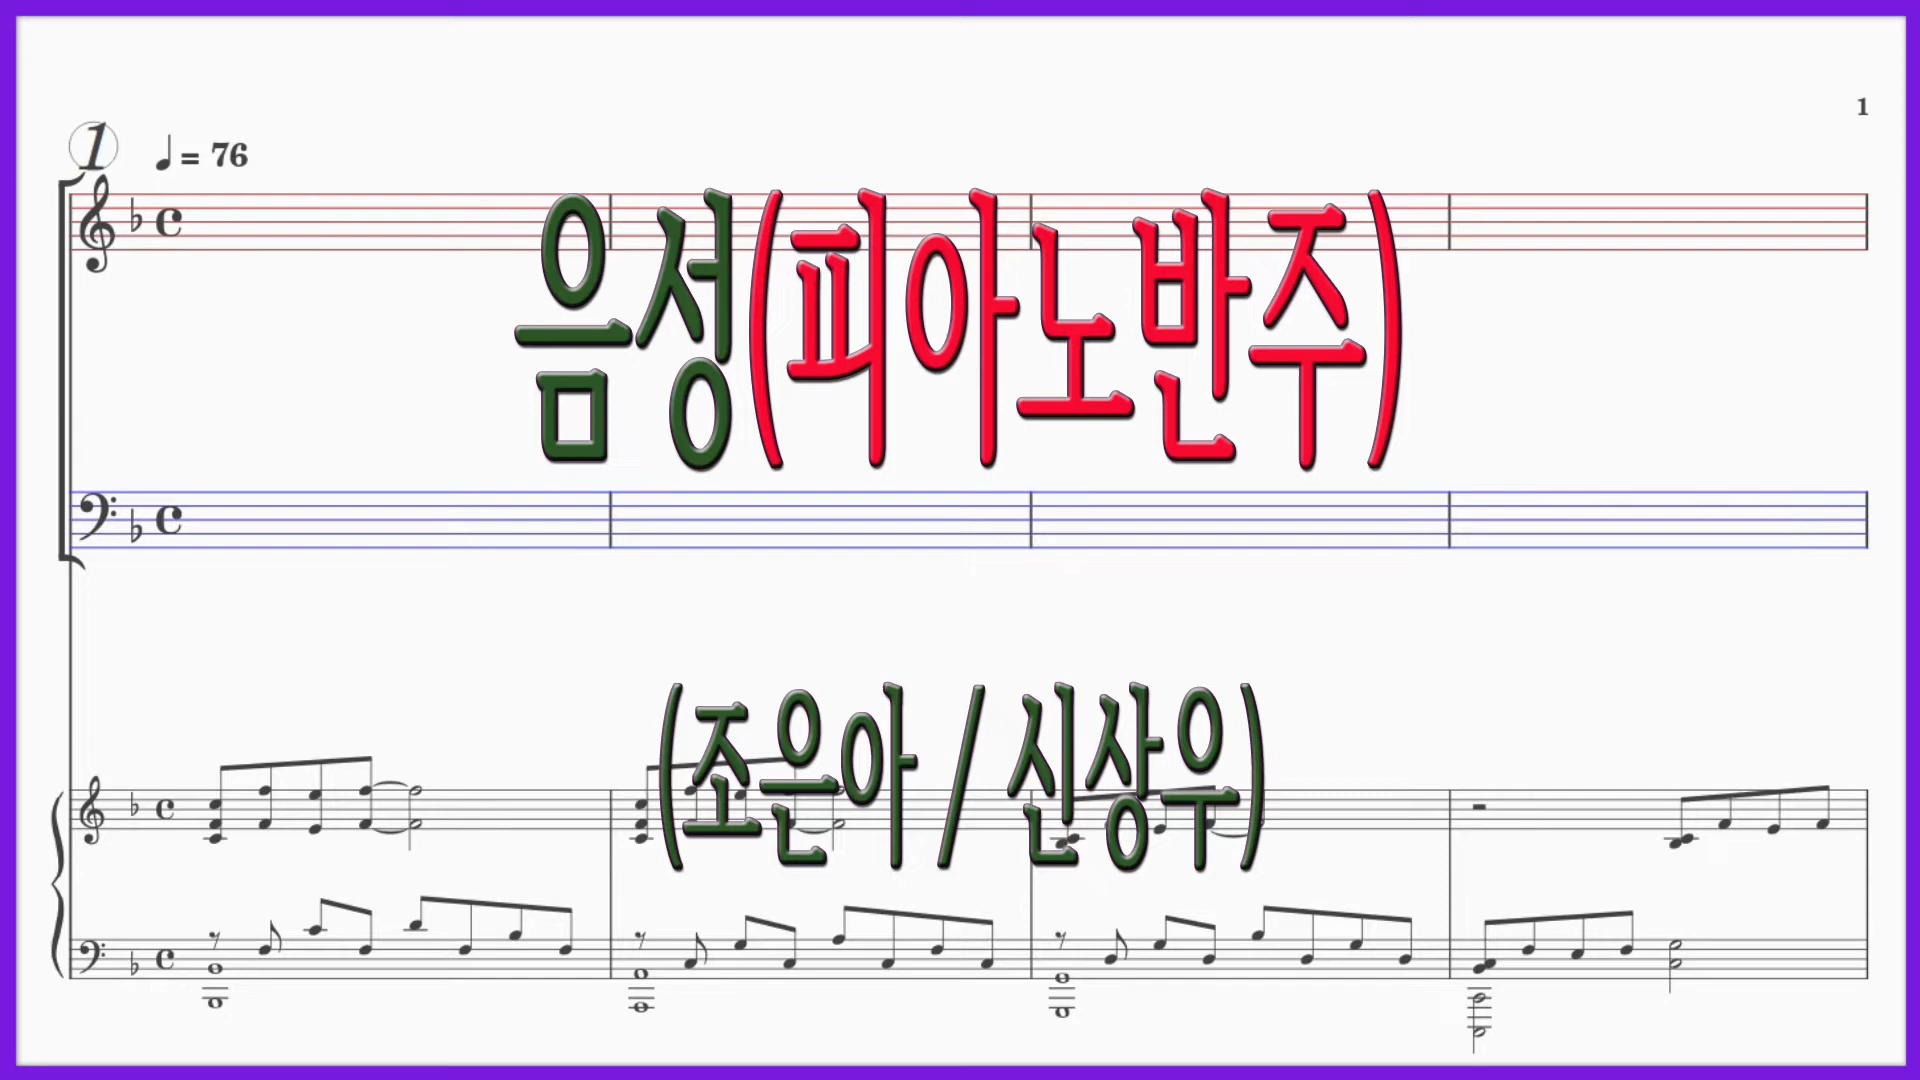 1
1
♩ = 76
음성(피아노반주)
(조은아 / 신상우)